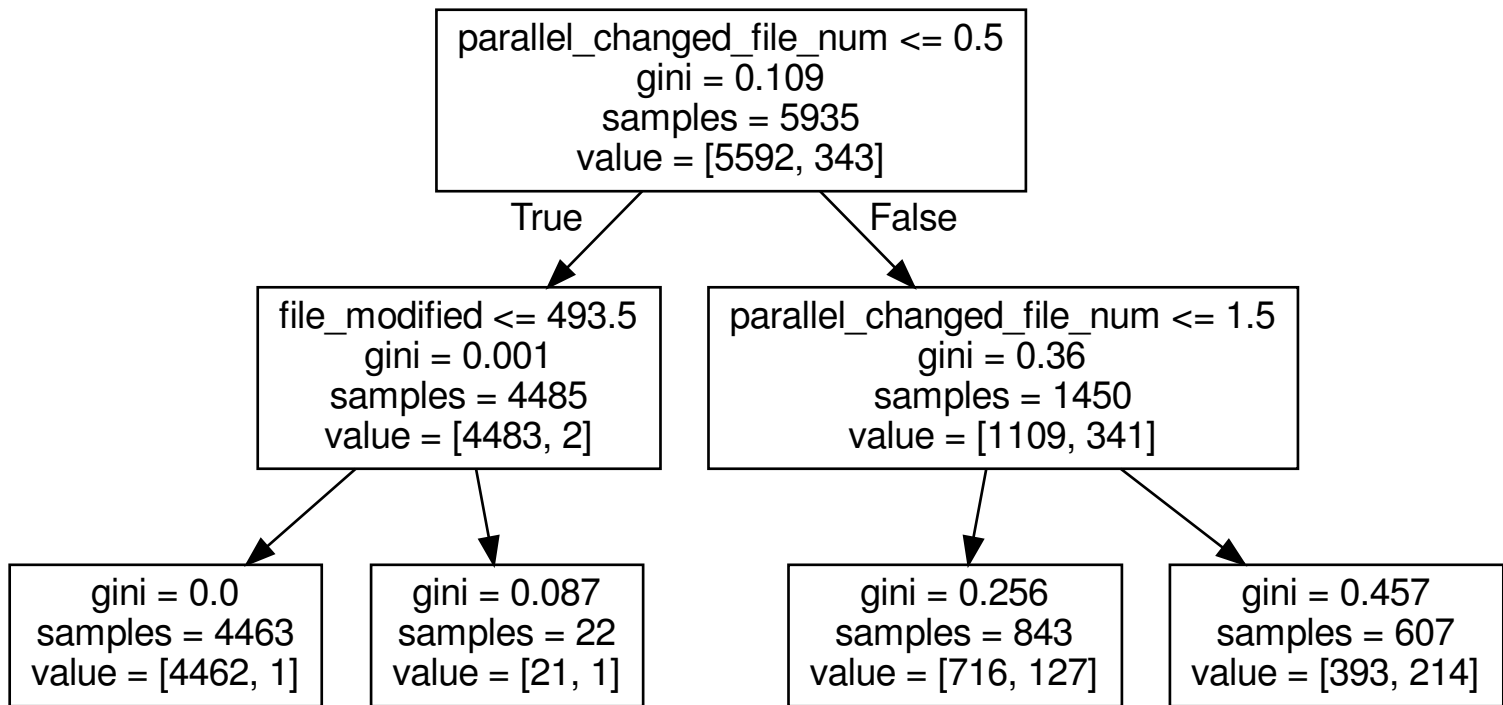 parallel_changed_file_num <= 0.5
gini = 0.109
samples = 5935
value = [5592, 343]
True
False
file_modified <= 493.5
gini = 0.001
samples = 4485
value = [4483, 2]
parallel_changed_file_num <= 1.5
gini = 0.36
samples = 1450
value = [1109, 341]
gini = 0.0
samples = 4463
value = [4462, 1]
gini = 0.087
samples = 22
value = [21, 1]
gini = 0.256
samples = 843
value = [716, 127]
gini = 0.457
samples = 607
value = [393, 214]